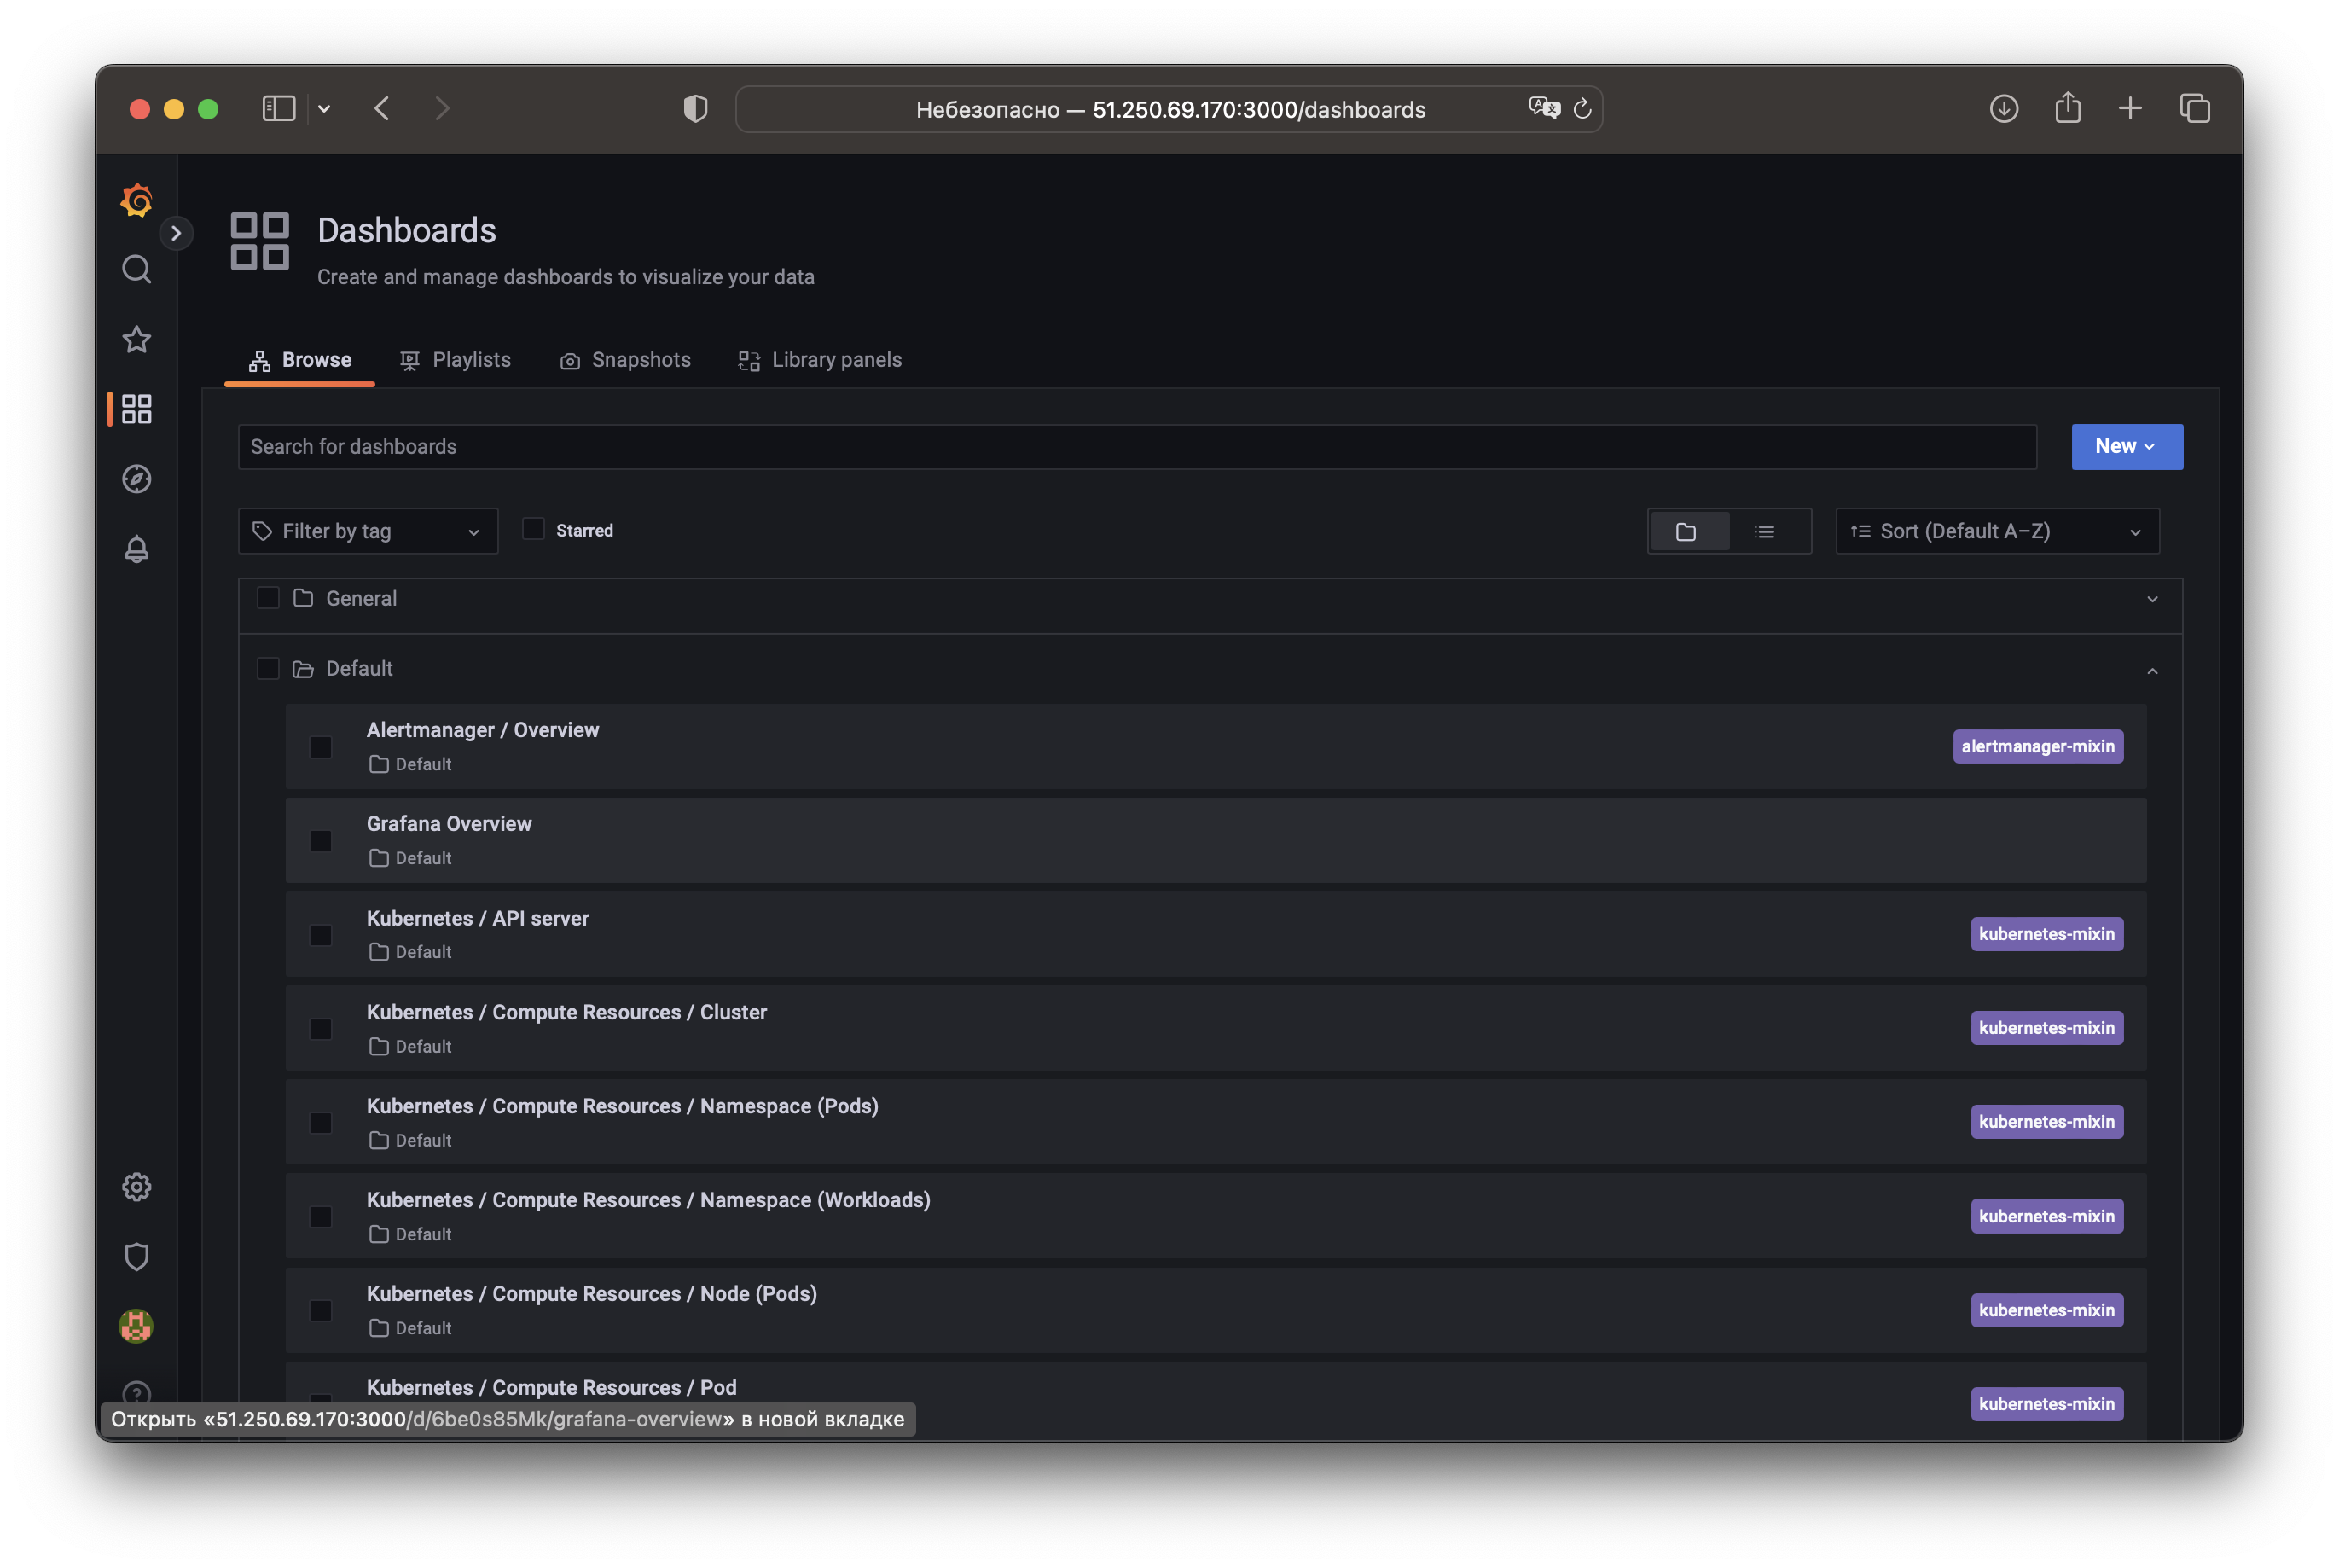 Небезопасно — 51.250.69.170:3000/dashboards
Dashboards
Create and manage dashboards to visualize your data
Browse Playlists Snapshots Library panels
Search for dashboards
New
Filter by tag
Starred
Sort (Default A–Z)
General
Default
Alertmanager / Overview
Default
alertmanager-mixin
Grafana Overview
Default
Kubernetes / API server
Default
kubernetes-mixin
Kubernetes / Compute Resources / Cluster
Default
kubernetes-mixin
Kubernetes / Compute Resources / Namespace (Pods)
Default
kubernetes-mixin
Kubernetes / Compute Resources / Namespace (Workloads)
Default
kubernetes-mixin
Kubernetes / Compute Resources / Node (Pods)
Default
kubernetes-mixin
Kubernetes / Compute Resources / Pod
kubernetes-mixin
Открыть «51.250.69.170:3000/d/6be0s85Mk/grafana-overview» в новой вкладке